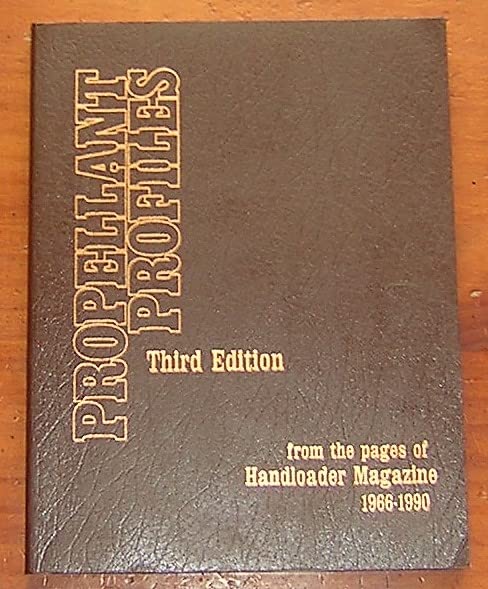 PROPELLANT
PROFILES
Third Edition
from the pages of
Handloader Magazine
1966-1990